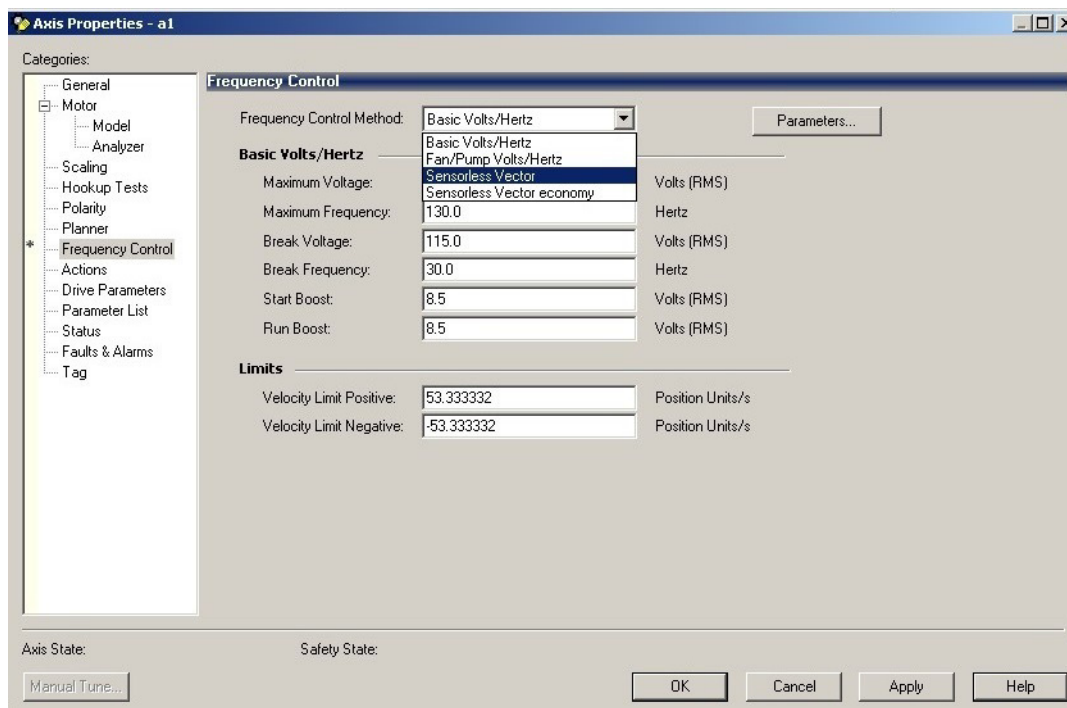 Axis Properties - a1
Categories:
General
Motor
Model
Analyzer
Scaling
Hookup Tests
Polarity
Planner
* Frequency Control
Actions
Drive Parameters
Parameter List
Status
Faults & Alarms
Tag
Frequency Control
Frequency Control Method: Basic Volts/Hertz Parameters...
Basic Volts/Hertz
Fan/Pump Volts/Hertz
Sensorless Vector
Sensorless Vector economy
Basic Volts/Hertz
Maximum Voltage: Volts (RMS)
Maximum Frequency: 130.0 Hertz
Break Voltage: 115.0 Volts (RMS)
Break Frequency: 30.0 Hertz
Start Boost: 8.5 Volts (RMS)
Run Boost: 8.5 Volts (RMS)
Limits
Velocity Limit Positive: 53.333332 Position Units/s
Velocity Limit Negative: -53.333332 Position Units/s
Axis State: Safety State:
Manual Tune... OK Cancel Apply Help